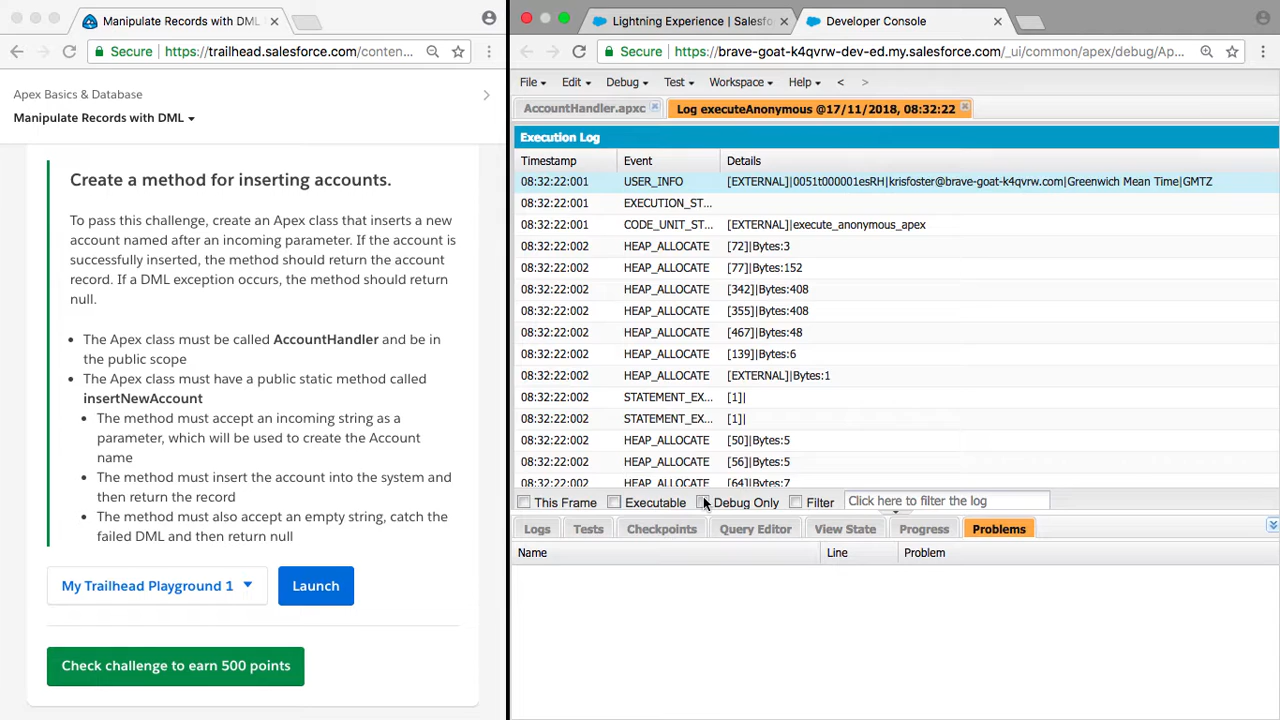 Manipulate Records with DML
Secure
https://trailhead.salesforce.com/conten...
Apex Basics & Database
Manipulate Records with DML
Create a method for inserting accounts.
To pass this challenge, create an Apex class that inserts a new
account named after an incoming parameter. If the account is
successfully inserted, the method should return the account
record. If a DML exception occurs, the method should return
null.
The Apex class must be called AccountHandler and be in
the public scope
The Apex class must have a public static method called
insertNewAccount
The method must accept an incoming string as a
parameter, which will be used to create the Account
name
The method must insert the account into the system and
then return the record
The method must also accept an empty string, catch the
failed DML and then return null
My Trailhead Playground 1
Launch
Check challenge to earn 500 points
Lightning Experience | Salesfo
Developer Console
Secure
https://brave-goat-k4qvrw-dev-ed.my.salesforce.com/_ui/common/apex/debug/Ap...
File Edit Debug Test Workspace Help < >
AccountHandler.apxc
Log executeAnonymous @17/11/2018, 08:32:22
Execution Log
Timestamp Event Details
08:32:22:001 USER_INFO [EXTERNAL]|0051t000001esRH|krisfoster@brave-goat-k4qvrw.com|Greenwich Mean Time|GMTZ
08:32:22:001 EXECUTION_ST...
08:32:22:001 CODE_UNIT_ST... [EXTERNAL]|execute_anonymous_apex
08:32:22:002 HEAP_ALLOCATE [72]|Bytes:3
08:32:22:002 HEAP_ALLOCATE [77]|Bytes:152
08:32:22:002 HEAP_ALLOCATE [342]|Bytes:408
08:32:22:002 HEAP_ALLOCATE [355]|Bytes:408
08:32:22:002 HEAP_ALLOCATE [467]|Bytes:48
08:32:22:002 HEAP_ALLOCATE [139]|Bytes:6
08:32:22:002 HEAP_ALLOCATE [EXTERNAL]|Bytes:1
08:32:22:002 STATEMENT_EX... [1]|
08:32:22:002 STATEMENT_EX... [1]|
08:32:22:002 HEAP_ALLOCATE [50]|Bytes:5
08:32:22:002 HEAP_ALLOCATE [56]|Bytes:5
08:32:22:002 HEAP_ALLOCATE [64]|Bytes:7
This Frame Executable Debug Only Filter Click here to filter the log
Logs Tests Checkpoints Query Editor View State Progress Problems
Name Line Problem